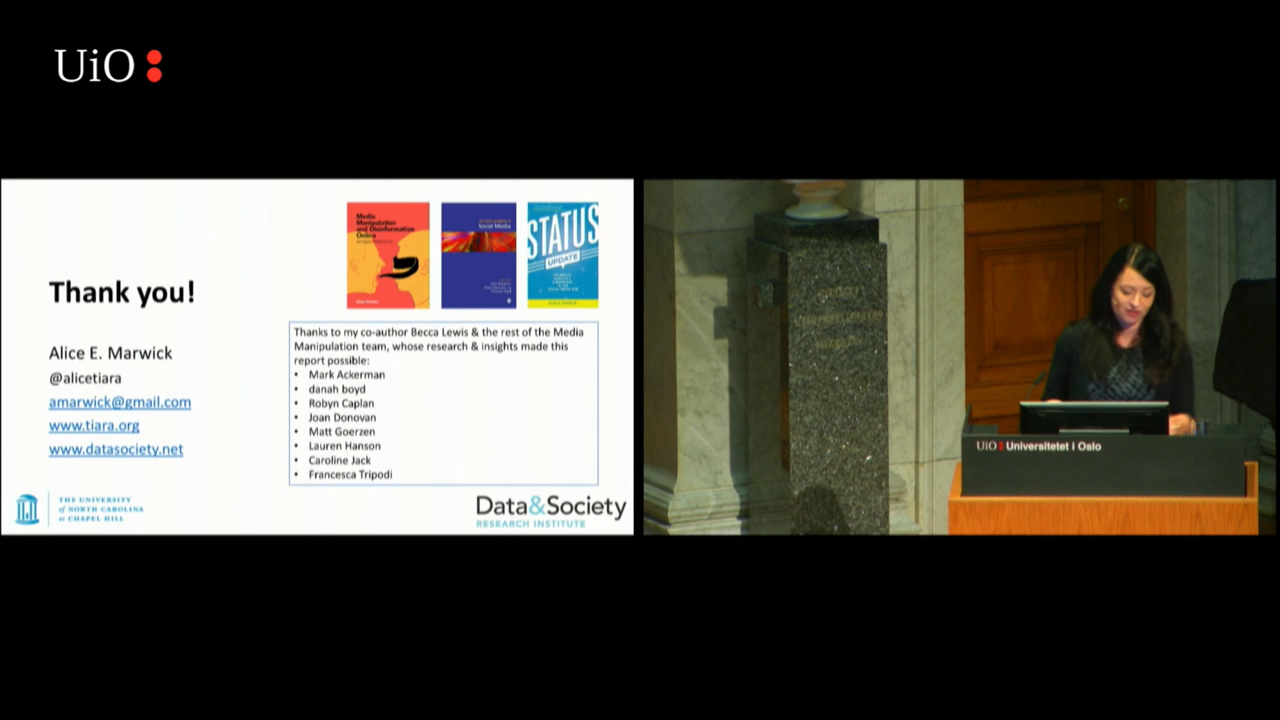 UiO:
Media
Manipulation
and Disinformation
Online
Social Media
STATUS
UPDATE
Thank you!
Alice E. Marwick
@alicetiara
amarwick@gmail.com
www.tiara.org
www.datasociety.net
Thanks to my co-author Becca Lewis & the rest of the Media
Manipulation team, whose research & insights made this
report possible:
• Mark Ackerman
• danah boyd
• Robyn Caplan
• Joan Donovan
• Matt Goerzen
• Lauren Hanson
• Caroline Jack
• Francesca Tripodi
THE UNIVERSITY
of NORTH CAROLINA
at CHAPEL HILL
Data&Society
RESEARCH INSTITUTE
UiO: Universitetet i Oslo